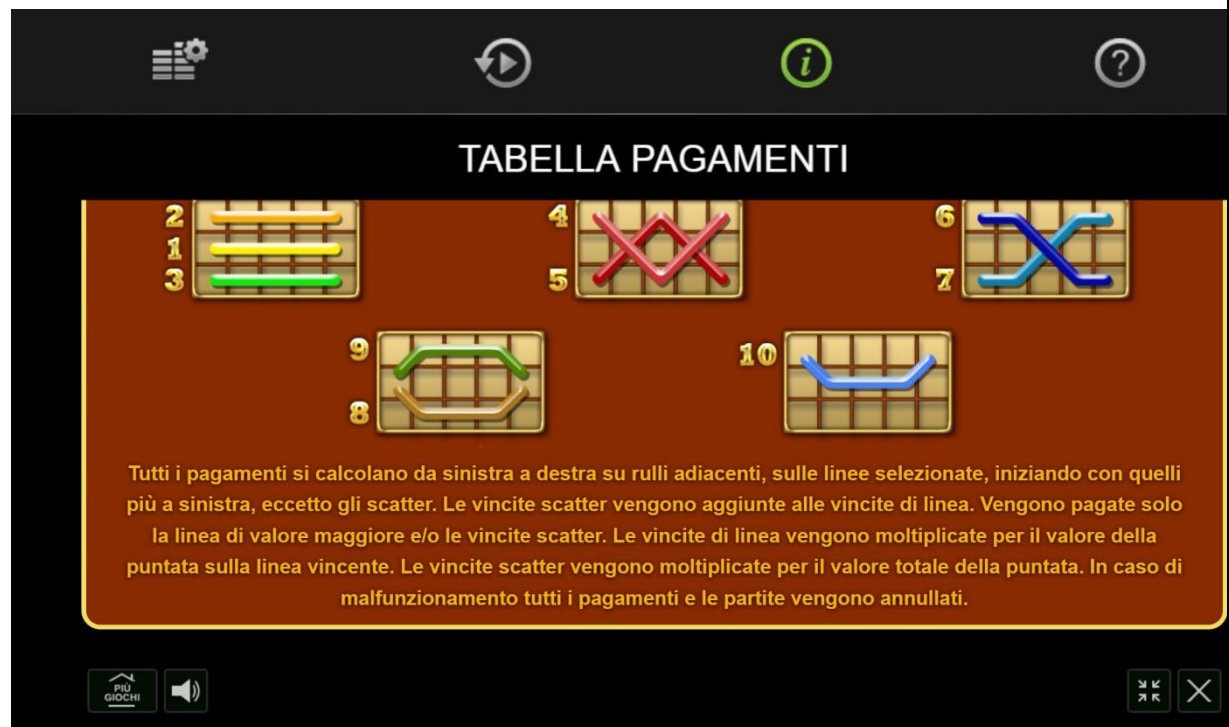 TABELLA PAGAMENTI
2
1
3
4
5
6
7
9
8
10
Tutti i pagamenti si calcolano da sinistra a destra su rulli adiacenti, sulle linee selezionate, iniziando con quelli
più a sinistra, eccetto gli scatter. Le vincite scatter vengono aggiunte alle vincite di linea. Vengono pagate solo
la linea di valore maggiore e/o le vincite scatter. Le vincite di linea vengono moltiplicate per il valore della
puntata sulla linea vincente. Le vincite scatter vengono moltiplicate per il valore totale della puntata. In caso di
malfunzionamento tutti i pagamenti e le partite vengono annullati.
PIÙ
GIOCHI